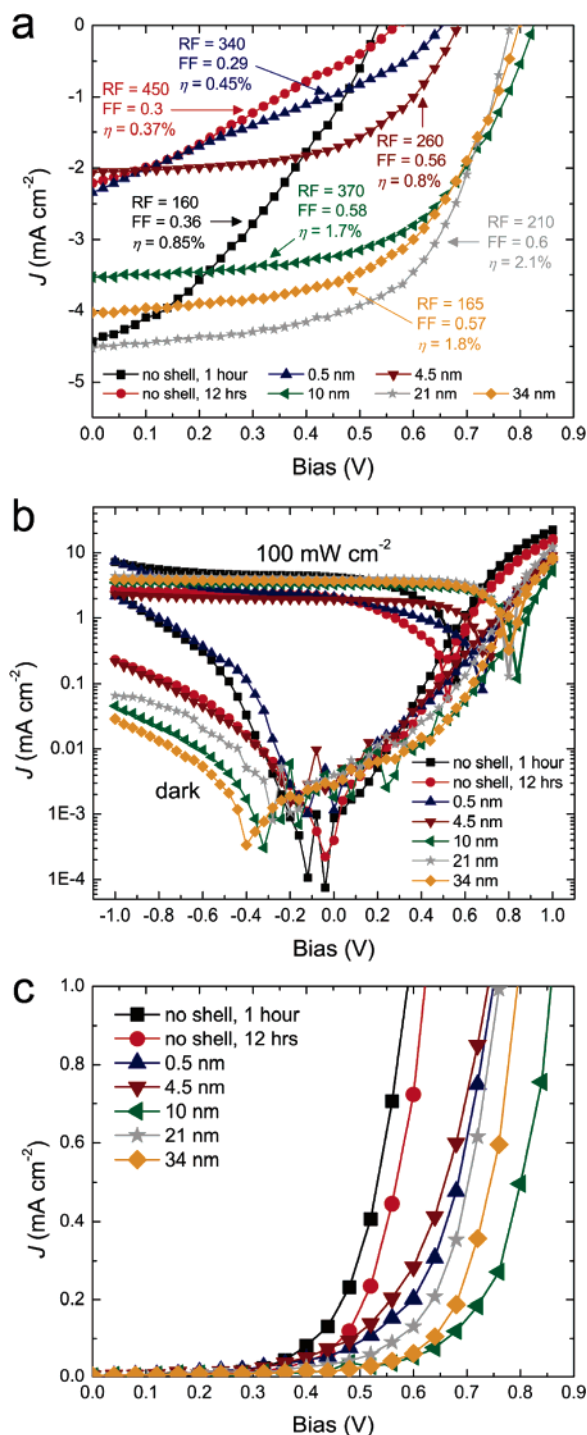 a
RF = 340
FF = 0.29
η = 0.45%
RF = 450
FF = 0.3
η = 0.37%
RF = 260
FF = 0.56
η = 0.8%
RF = 160
FF = 0.36
η = 0.85%
RF = 370
FF = 0.58
η = 1.7%
RF = 210
FF = 0.6
η = 2.1%
RF = 165
FF = 0.57
η = 1.8%
no shell, 1 hour 0.5 nm 4.5 nm
no shell, 12 hrs 10 nm 21 nm 34 nm
0 -1 -2 -3 -4 -5
J (mA cm⁻²)
0.0 0.1 0.2 0.3 0.4 0.5 0.6 0.7 0.8 0.9
Bias (V)
b
100 mW cm⁻²
dark
no shell, 1 hour
no shell, 12 hrs
0.5 nm
4.5 nm
10 nm
21 nm
34 nm
10 1 0.1 0.01 1E-3 1E-4
J (mA cm⁻²)
-1.0 -0.8 -0.6 -0.4 -0.2 0.0 0.2 0.4 0.6 0.8 1.0
Bias (V)
c
no shell, 1 hour
no shell, 12 hrs
0.5 nm
4.5 nm
10 nm
21 nm
34 nm
1.0 0.8 0.6 0.4 0.2 0.0
J (mA cm⁻²)
0.0 0.1 0.2 0.3 0.4 0.5 0.6 0.7 0.8 0.9
Bias (V)